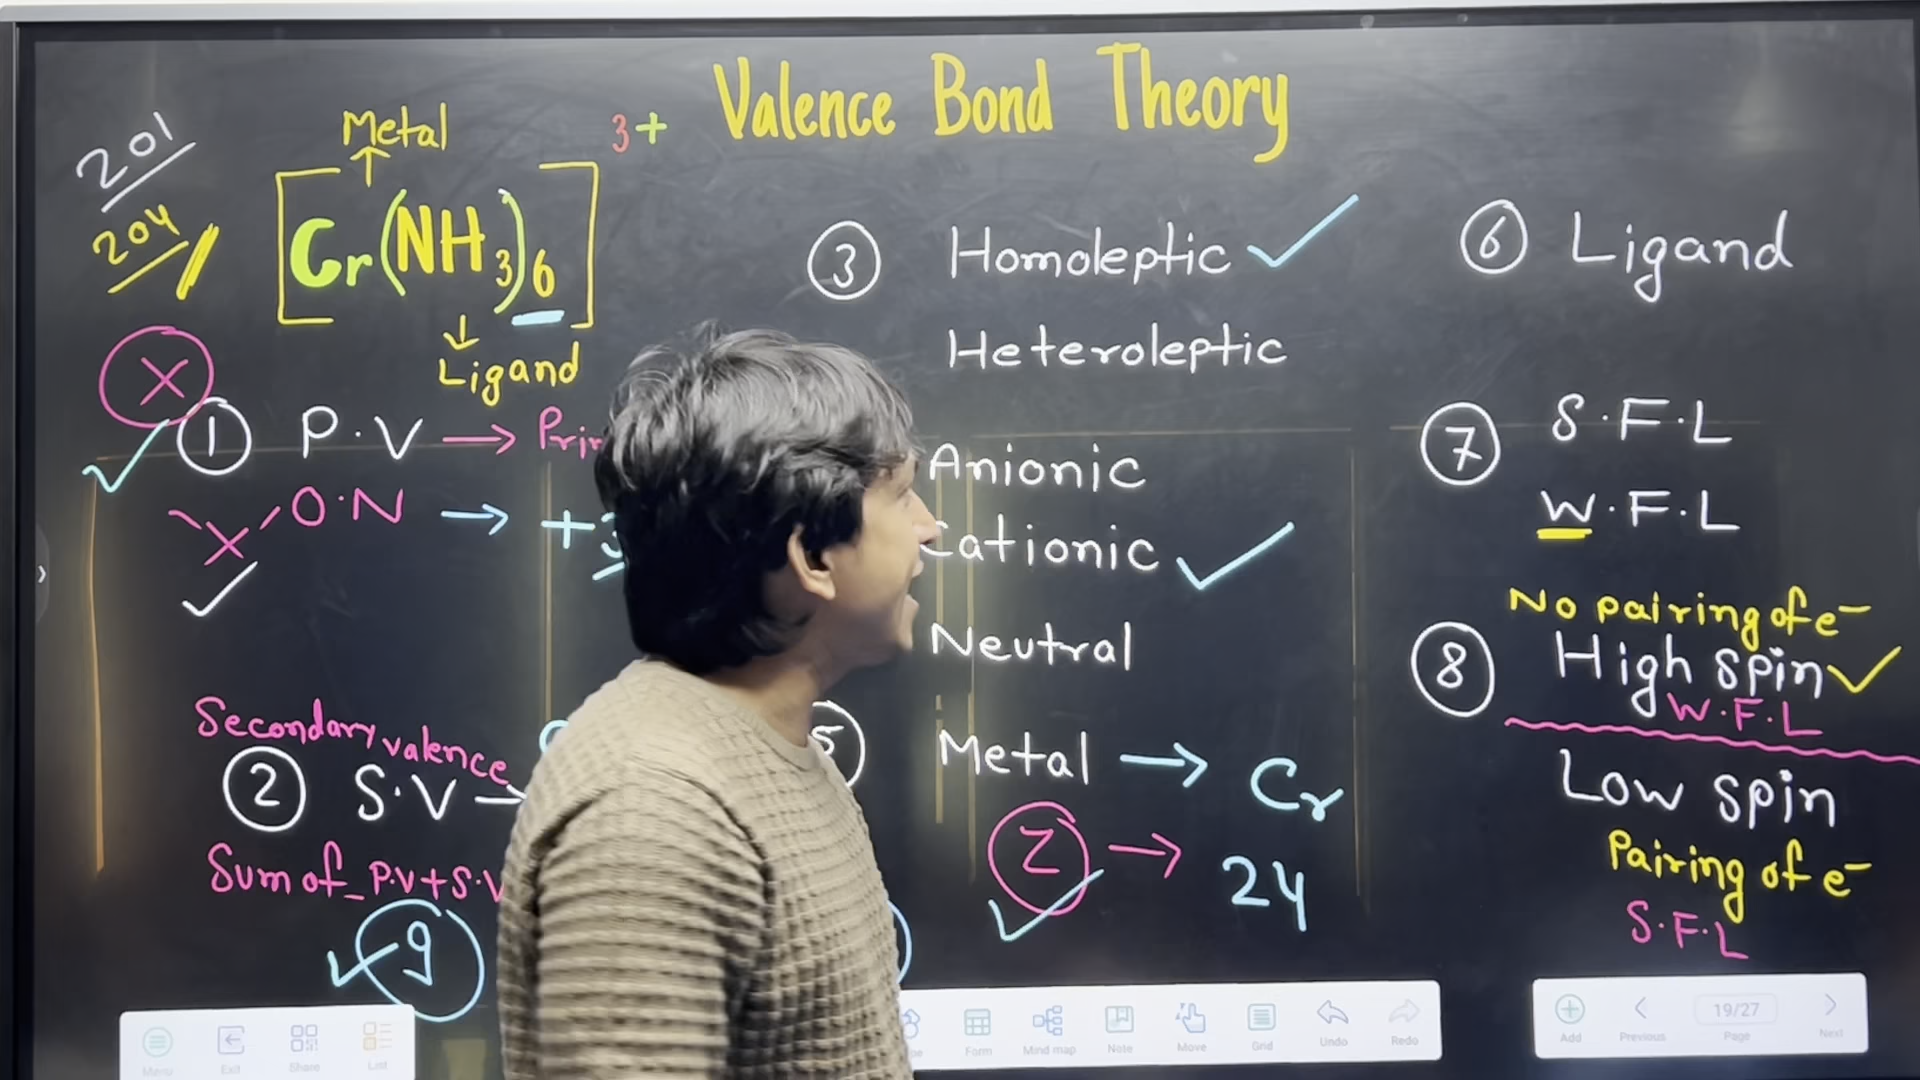 Valence Bond Theory
201
204
Metal
[Cr(NH3)6] 3+
Ligand
X
1 P.V →
O.N → +3
Secondary valence
2 S.V →
Sum of P.V+S.V
9
3 Homoleptic
Heteroleptic
Anionic
Cationic
Neutral
5 Metal → Cr
Z → 24
6 Ligand
7 S.F.L
W.F.L
No pairing of e-
8 High spin
W.F.L
Low spin
Pairing of e-
S.F.L
Menu Exit Share List
Form Mind map Note Move Grid Undo Redo
Add Previous 19/27 Page Next